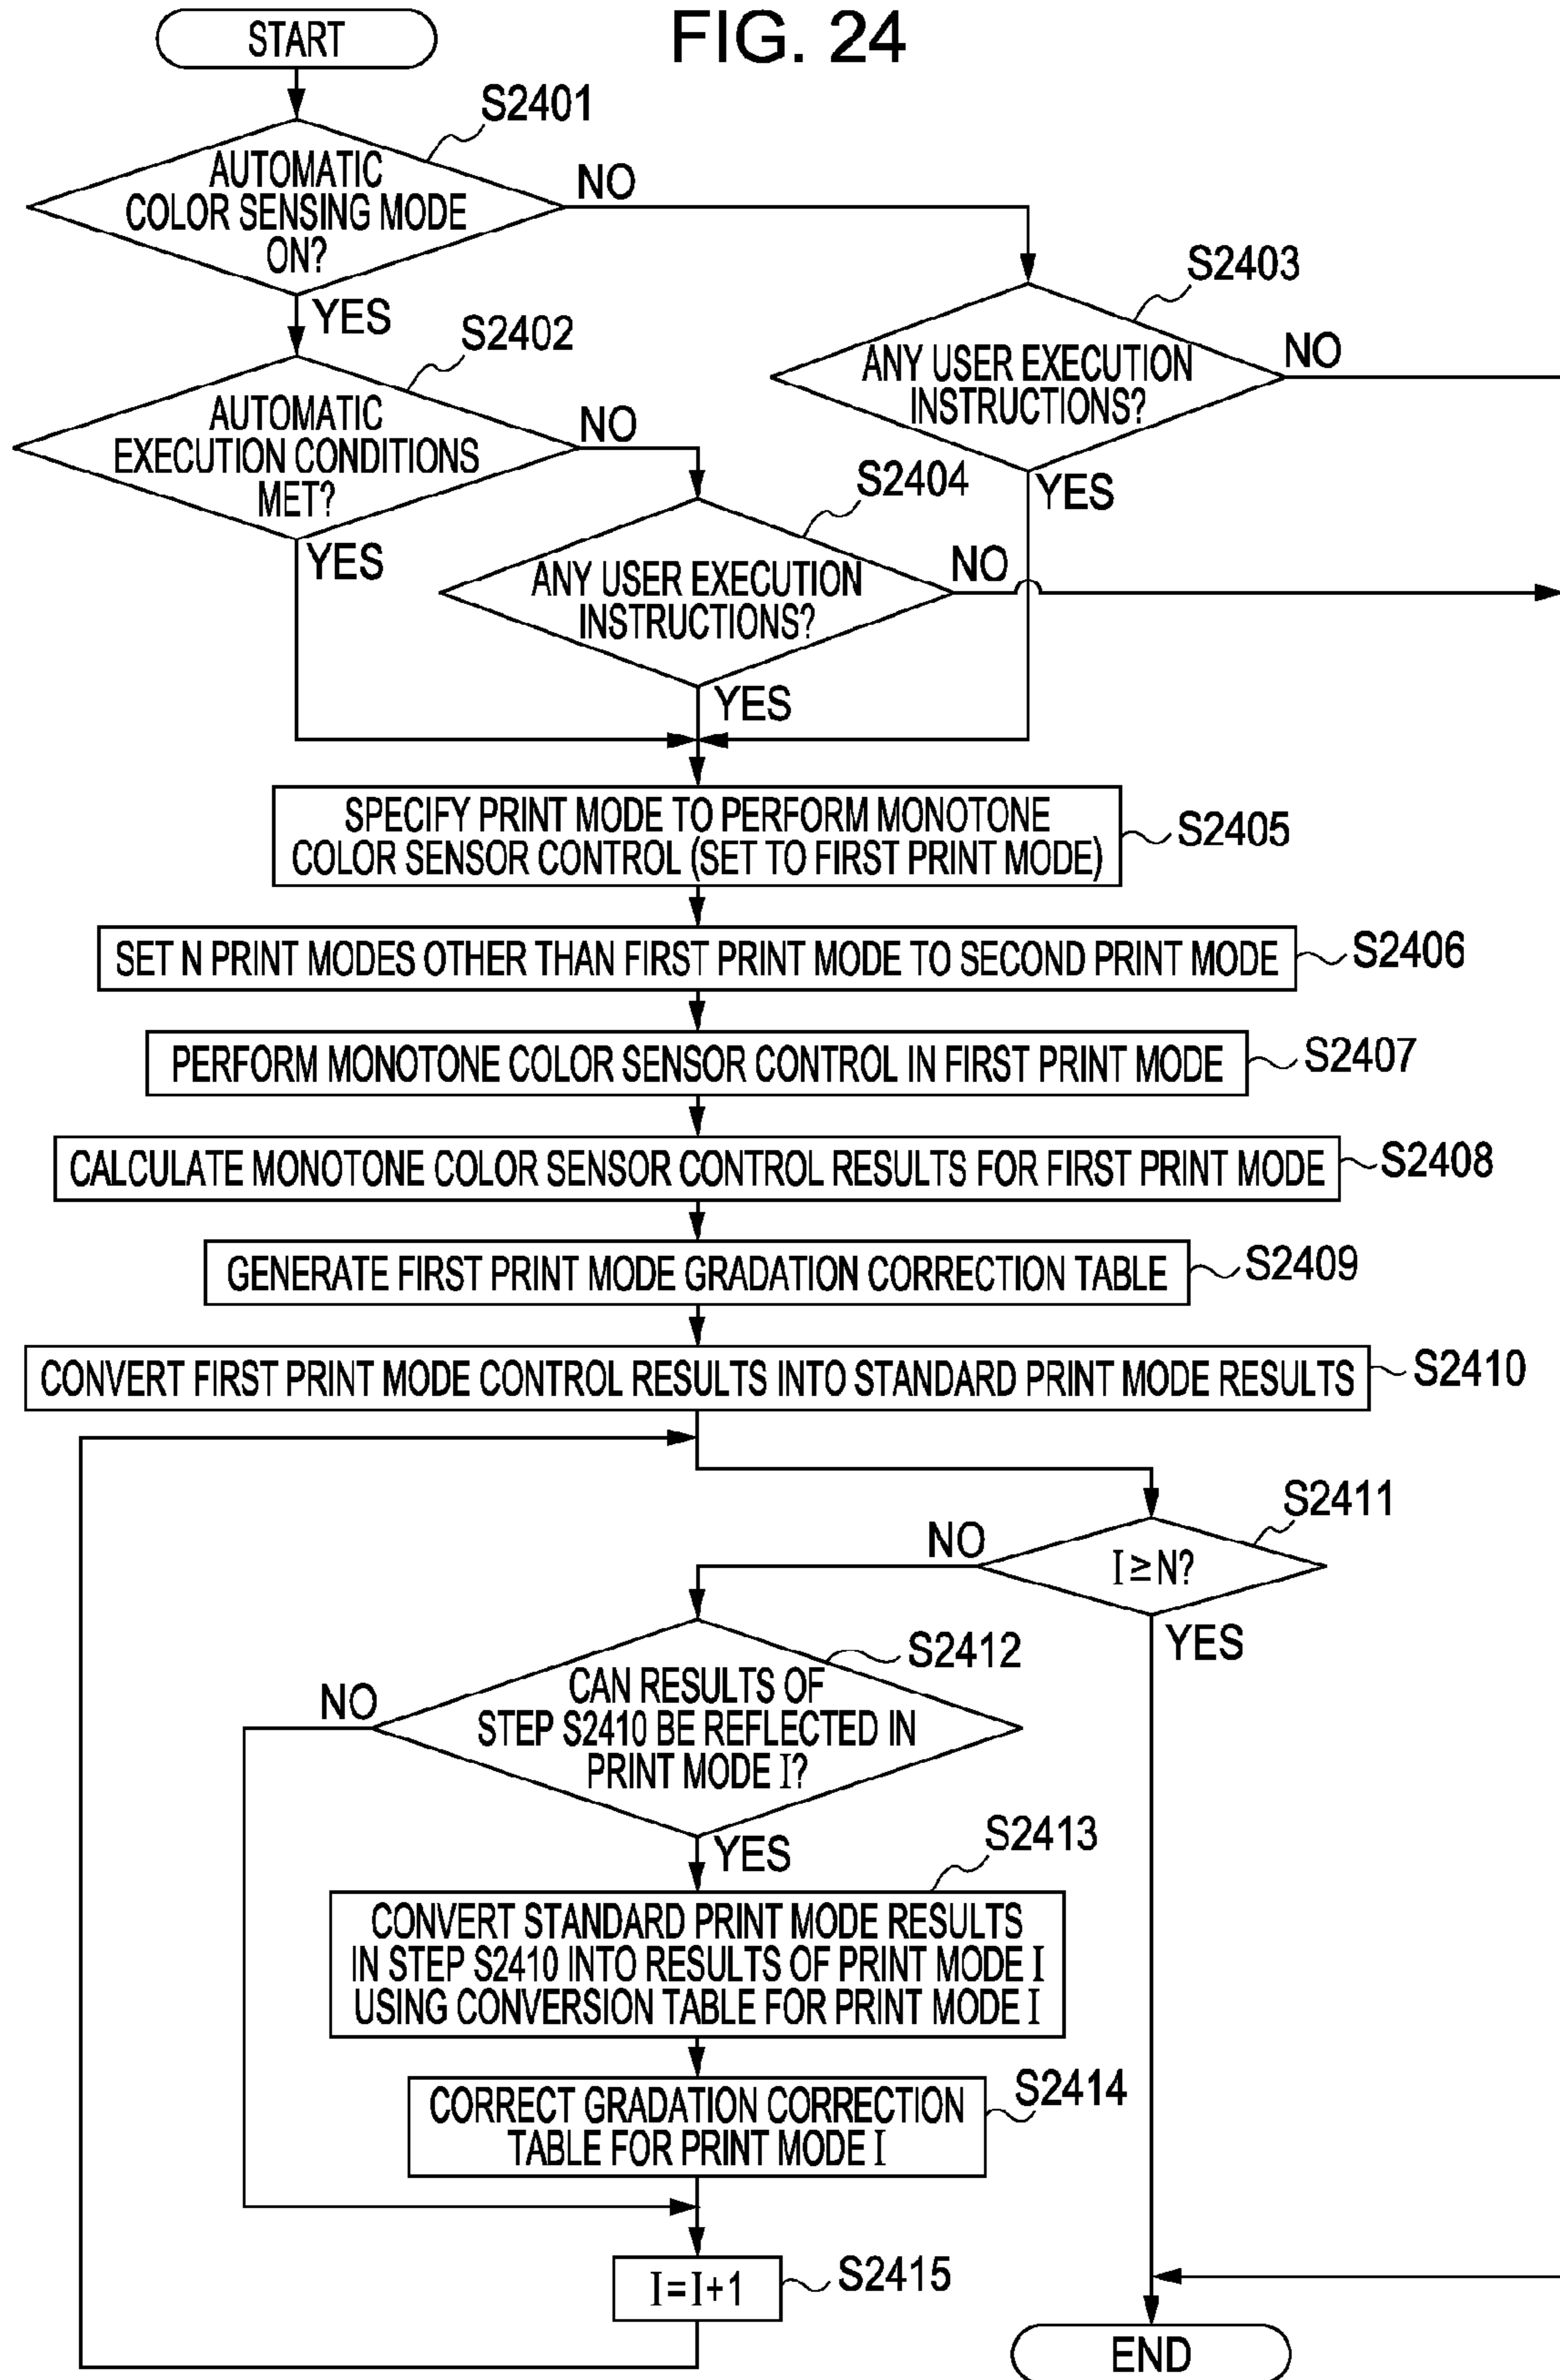 FIG. 24
START
S2401
AUTOMATIC
COLOR SENSING MODE
ON?
NO
YES
S2403
ANY USER EXECUTION
INSTRUCTIONS?
NO
YES
S2402
AUTOMATIC
EXECUTION CONDITIONS
MET?
NO
YES
S2404
ANY USER EXECUTION
INSTRUCTIONS?
NO
YES
SPECIFY PRINT MODE TO PERFORM MONOTONE
COLOR SENSOR CONTROL (SET TO FIRST PRINT MODE)
S2405
SET N PRINT MODES OTHER THAN FIRST PRINT MODE TO SECOND PRINT MODE
S2406
PERFORM MONOTONE COLOR SENSOR CONTROL IN FIRST PRINT MODE
S2407
CALCULATE MONOTONE COLOR SENSOR CONTROL RESULTS FOR FIRST PRINT MODE
S2408
GENERATE FIRST PRINT MODE GRADATION CORRECTION TABLE
S2409
CONVERT FIRST PRINT MODE CONTROL RESULTS INTO STANDARD PRINT MODE RESULTS
S2410
S2411
I ≥ N?
NO
YES
S2412
CAN RESULTS OF
STEP S2410 BE REFLECTED IN
PRINT MODE I?
NO
YES
S2413
CONVERT STANDARD PRINT MODE RESULTS
IN STEP S2410 INTO RESULTS OF PRINT MODE I
USING CONVERSION TABLE FOR PRINT MODE I
S2414
CORRECT GRADATION CORRECTION
TABLE FOR PRINT MODE I
I=I+1
S2415
END